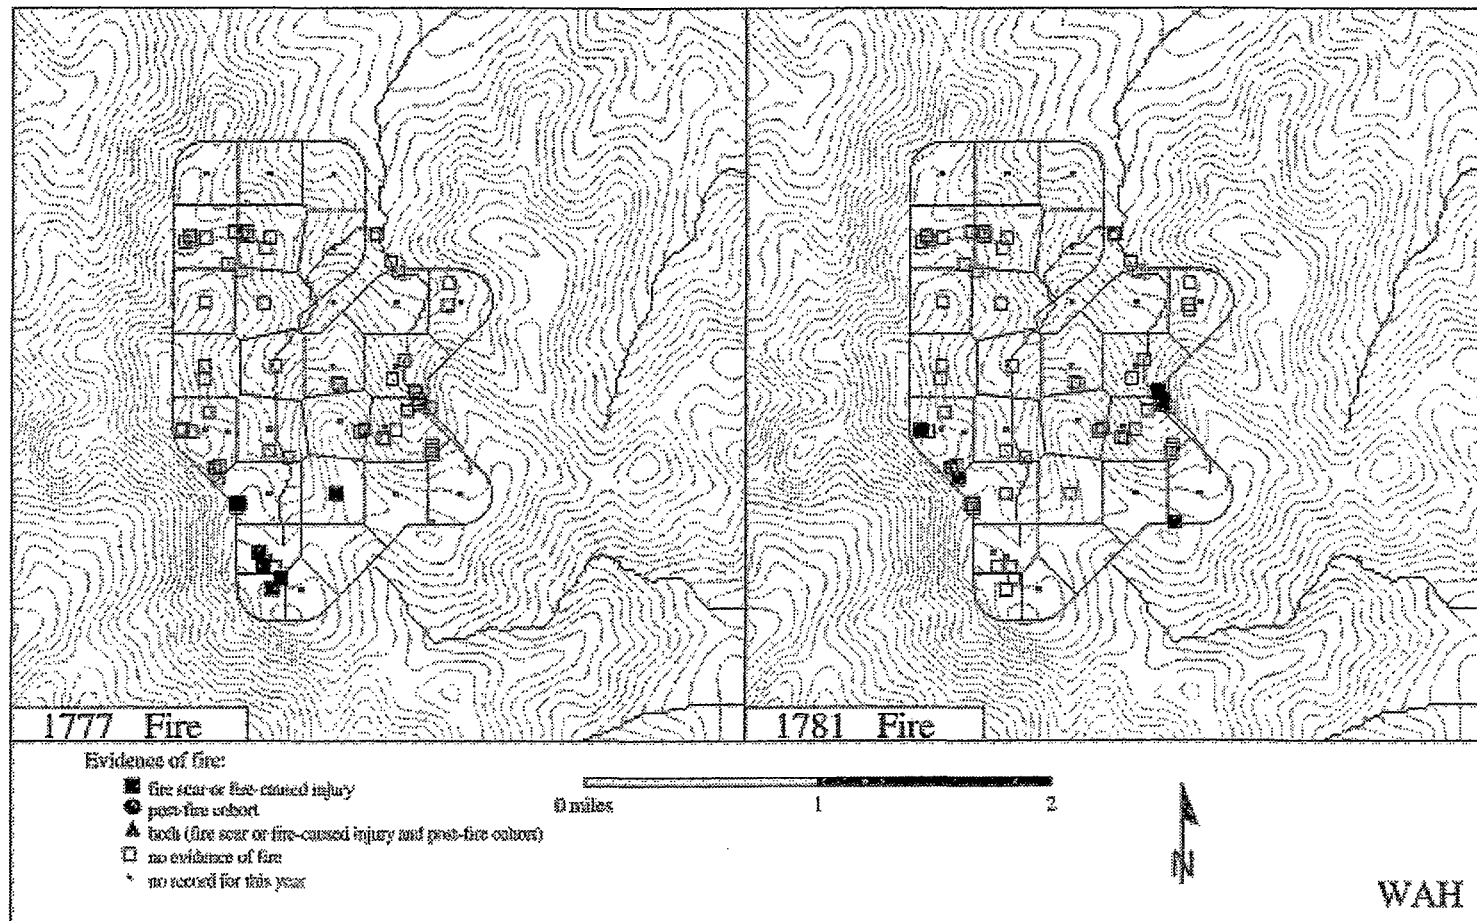 1777 Fire
1781 Fire
Evidence of fire:
fire scar or fire-caused injury
post-fire cohort
both (fire scar or fire-caused injury and post-fire cohort)
no evidence of fire
no record for this year
0 miles 1 2
N
WAH